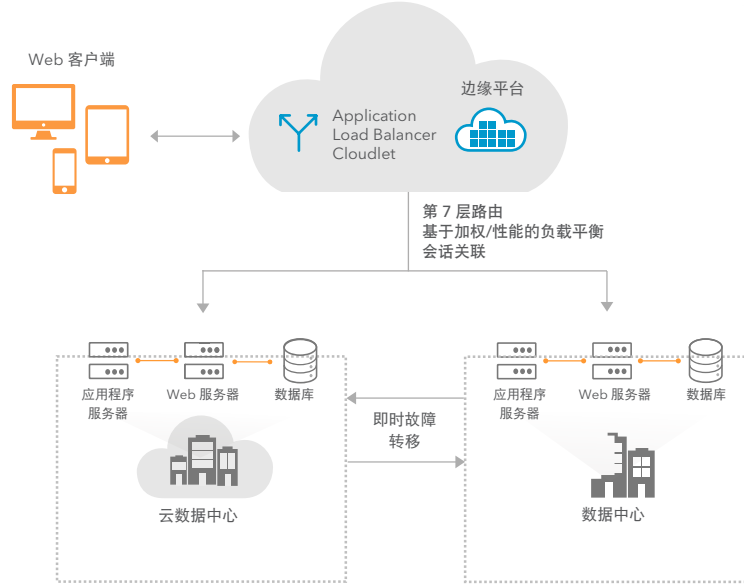 Web 客户端
Application
Load Balancer
Cloudlet
边缘平台
第 7 层路由
基于加权/性能的负载平衡
会话关联
应用程序
服务器
Web 服务器
数据库
云数据中心
即时故障
转移
应用程序
服务器
Web 服务器
数据库
数据中心